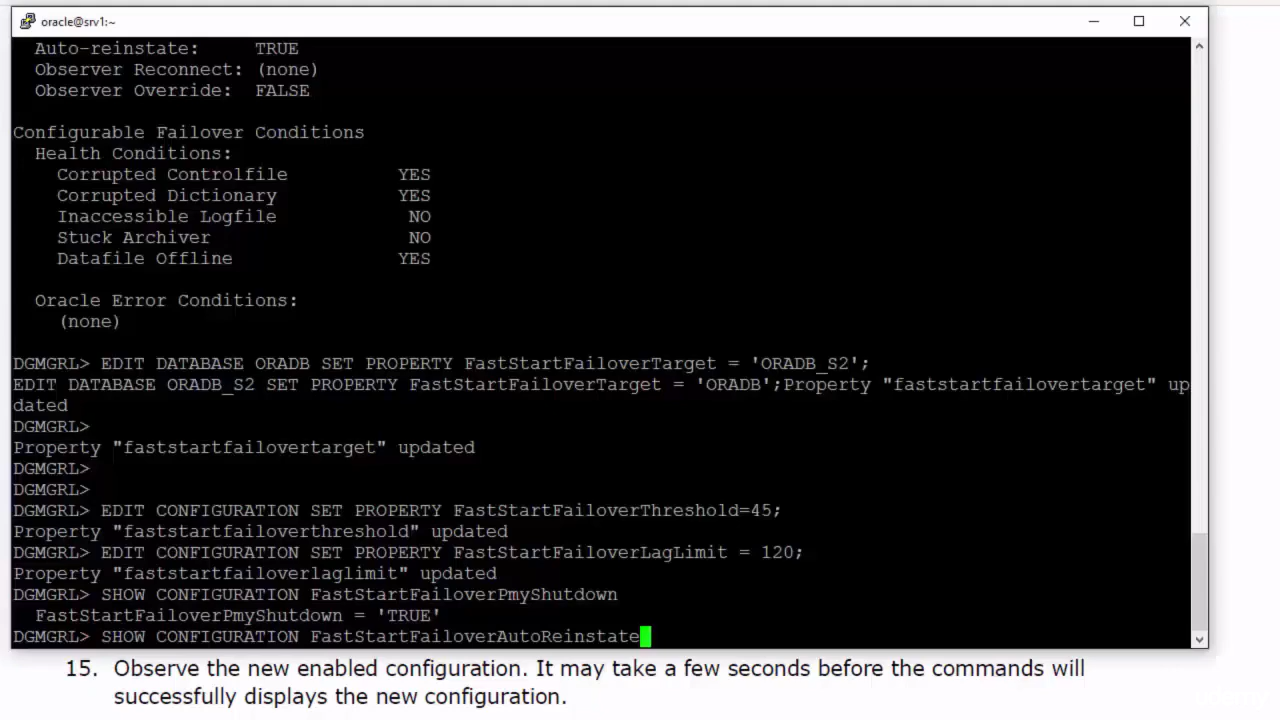 oracle@srv1:~
Auto-reinstate: TRUE
Observer Reconnect: (none)
Observer Override: FALSE
Configurable Failover Conditions
Health Conditions:
Corrupted Controlfile YES
Corrupted Dictionary YES
Inaccessible Logfile NO
Stuck Archiver NO
Datafile Offline YES
Oracle Error Conditions:
(none)
DGMGRL> EDIT DATABASE ORADB SET PROPERTY FastStartFailoverTarget = 'ORADB_S2';
EDIT DATABASE ORADB_S2 SET PROPERTY FastStartFailoverTarget = 'ORADB';Property "faststartfailovertarget" up
dated
DGMGRL>
Property "faststartfailovertarget" updated
DGMGRL>
DGMGRL>
DGMGRL> EDIT CONFIGURATION SET PROPERTY FastStartFailoverThreshold=45;
Property "faststartfailoverthreshold" updated
DGMGRL> EDIT CONFIGURATION SET PROPERTY FastStartFailoverLagLimit = 120;
Property "faststartfailoverlaglimit" updated
DGMGRL> SHOW CONFIGURATION FastStartFailoverPmyShutdown
FastStartFailoverPmyShutdown = 'TRUE'
DGMGRL> SHOW CONFIGURATION FastStartFailoverAutoReinstate
15. Observe the new enabled configuration. It may take a few seconds before the commands will
successfully displays the new configuration.